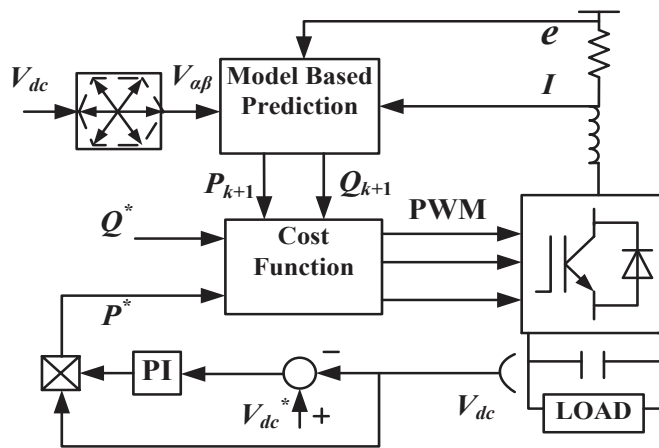 e
V_dc
V_αβ
Model Based
Prediction
I
P_k+1
Q_k+1
PWM
Q*
Cost
Function
P*
PI
−
V_dc*
+
V_dc
LOAD